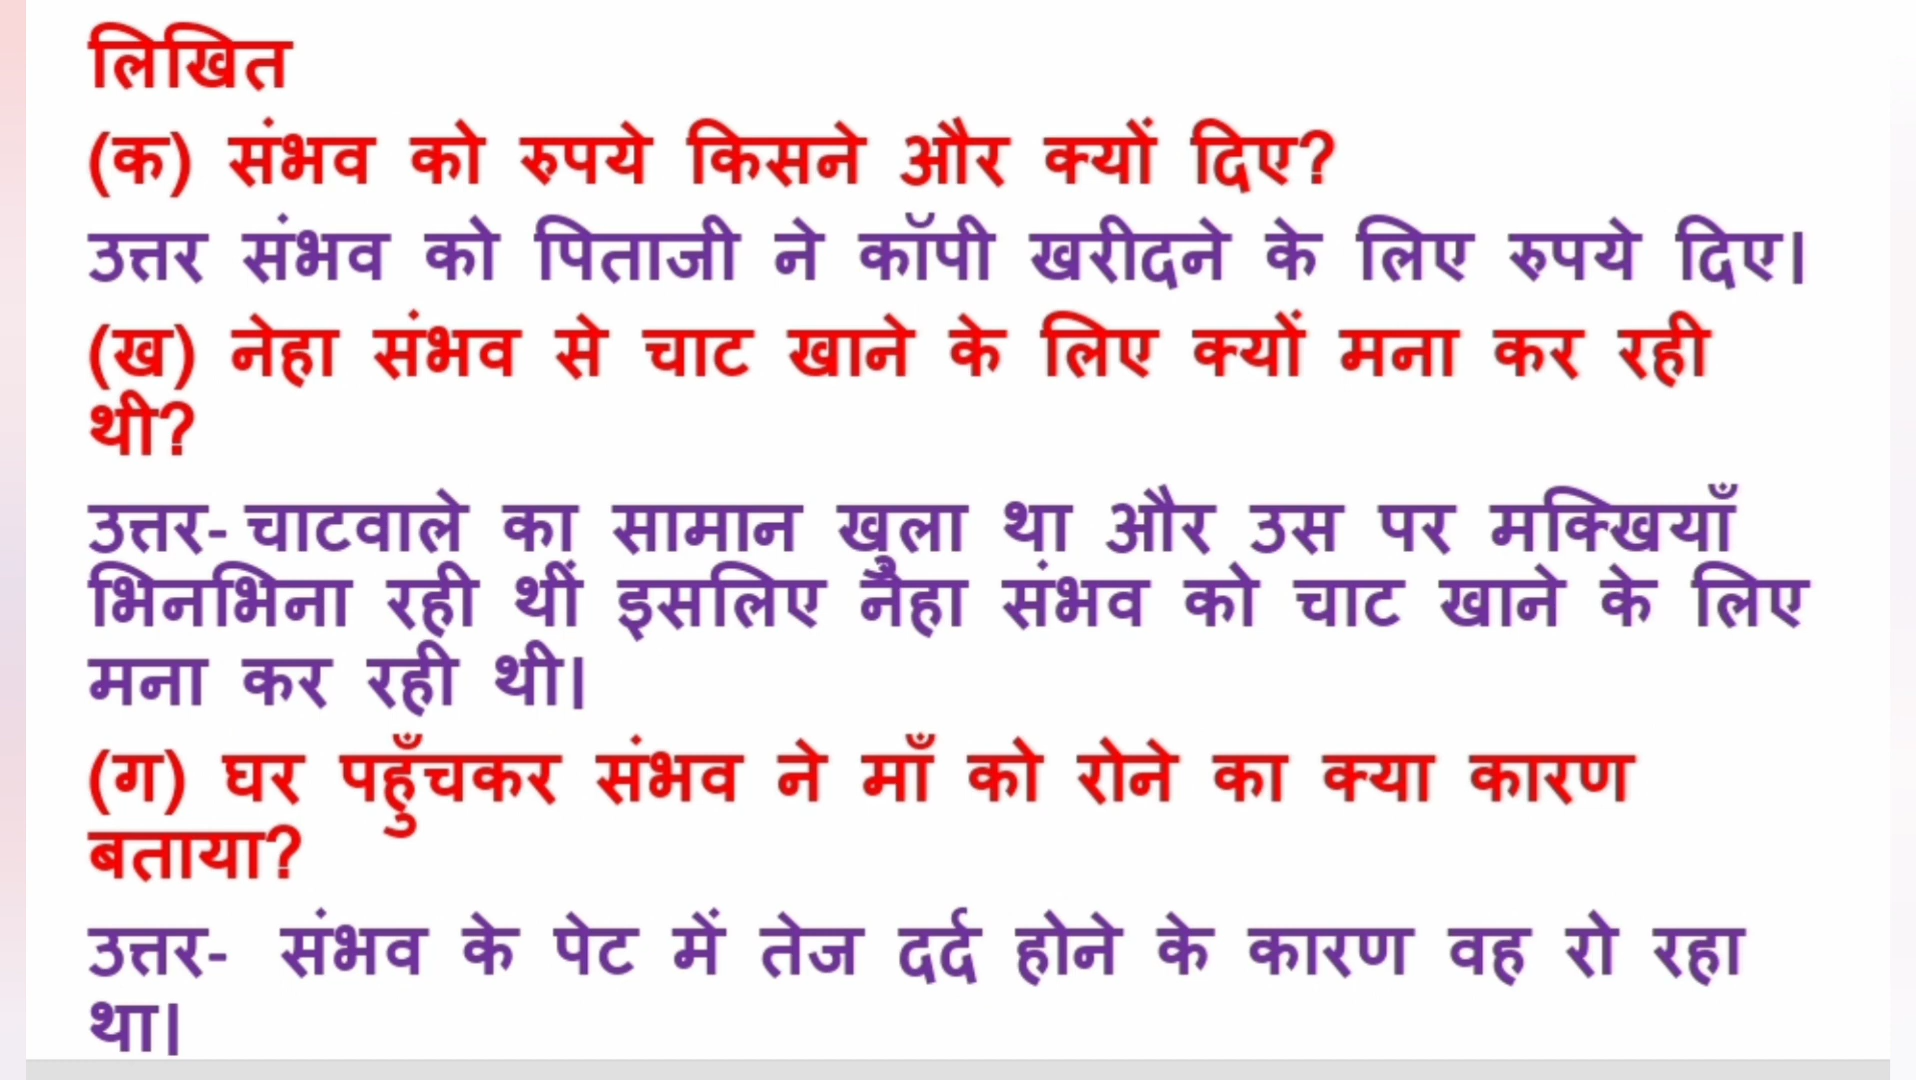 लिखित
(क) संभव को रुपये किसने और क्यों दिए?
उत्तर संभव को पिताजी ने कॉपी खरीदने के लिए रुपये दिए।
(ख) नेहा संभव से चाट खाने के लिए क्यों मना कर रही
थी?
उत्तर- चाटवाले का सामान खुला था और उस पर मक्खियाँ
भिनभिना रही थीं इसलिए नेहा संभव को चाट खाने के लिए
मना कर रही थी।
(ग) घर पहुँचकर संभव ने माँ को रोने का क्या कारण
बताया?
उत्तर- संभव के पेट में तेज दर्द होने के कारण वह रो रहा
था।